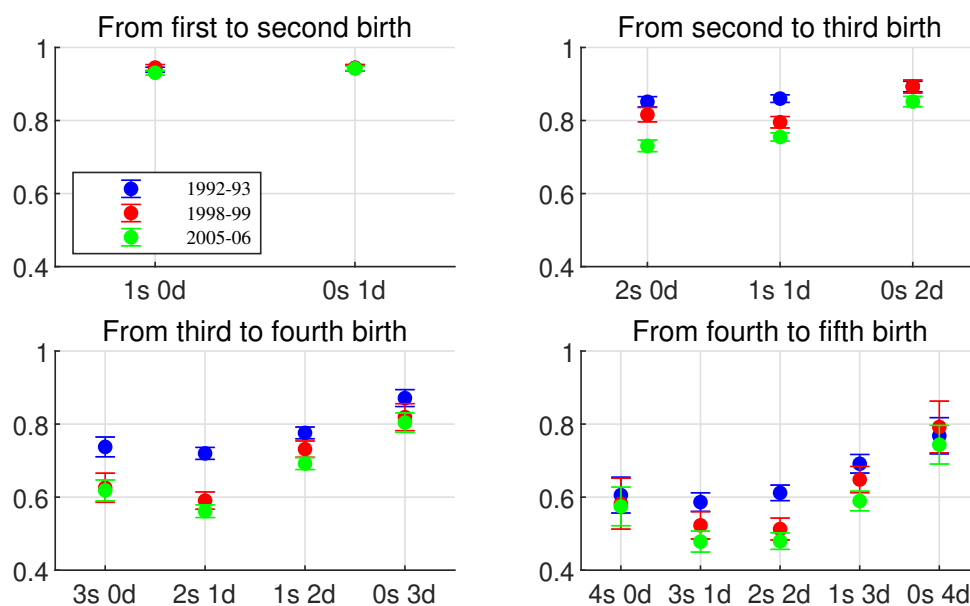 From first to second birth
1
0.8
0.6
0.4
1992-93
1998-99
2005-06
1s 0d 0s 1d
From second to third birth
1
0.8
0.6
0.4
2s 0d 1s 1d 0s 2d
From third to fourth birth
1
0.8
0.6
0.4
3s 0d 2s 1d 1s 2d 0s 3d
From fourth to fifth birth
1
0.8
0.6
0.4
4s 0d 3s 1d 2s 2d 1s 3d 0s 4d